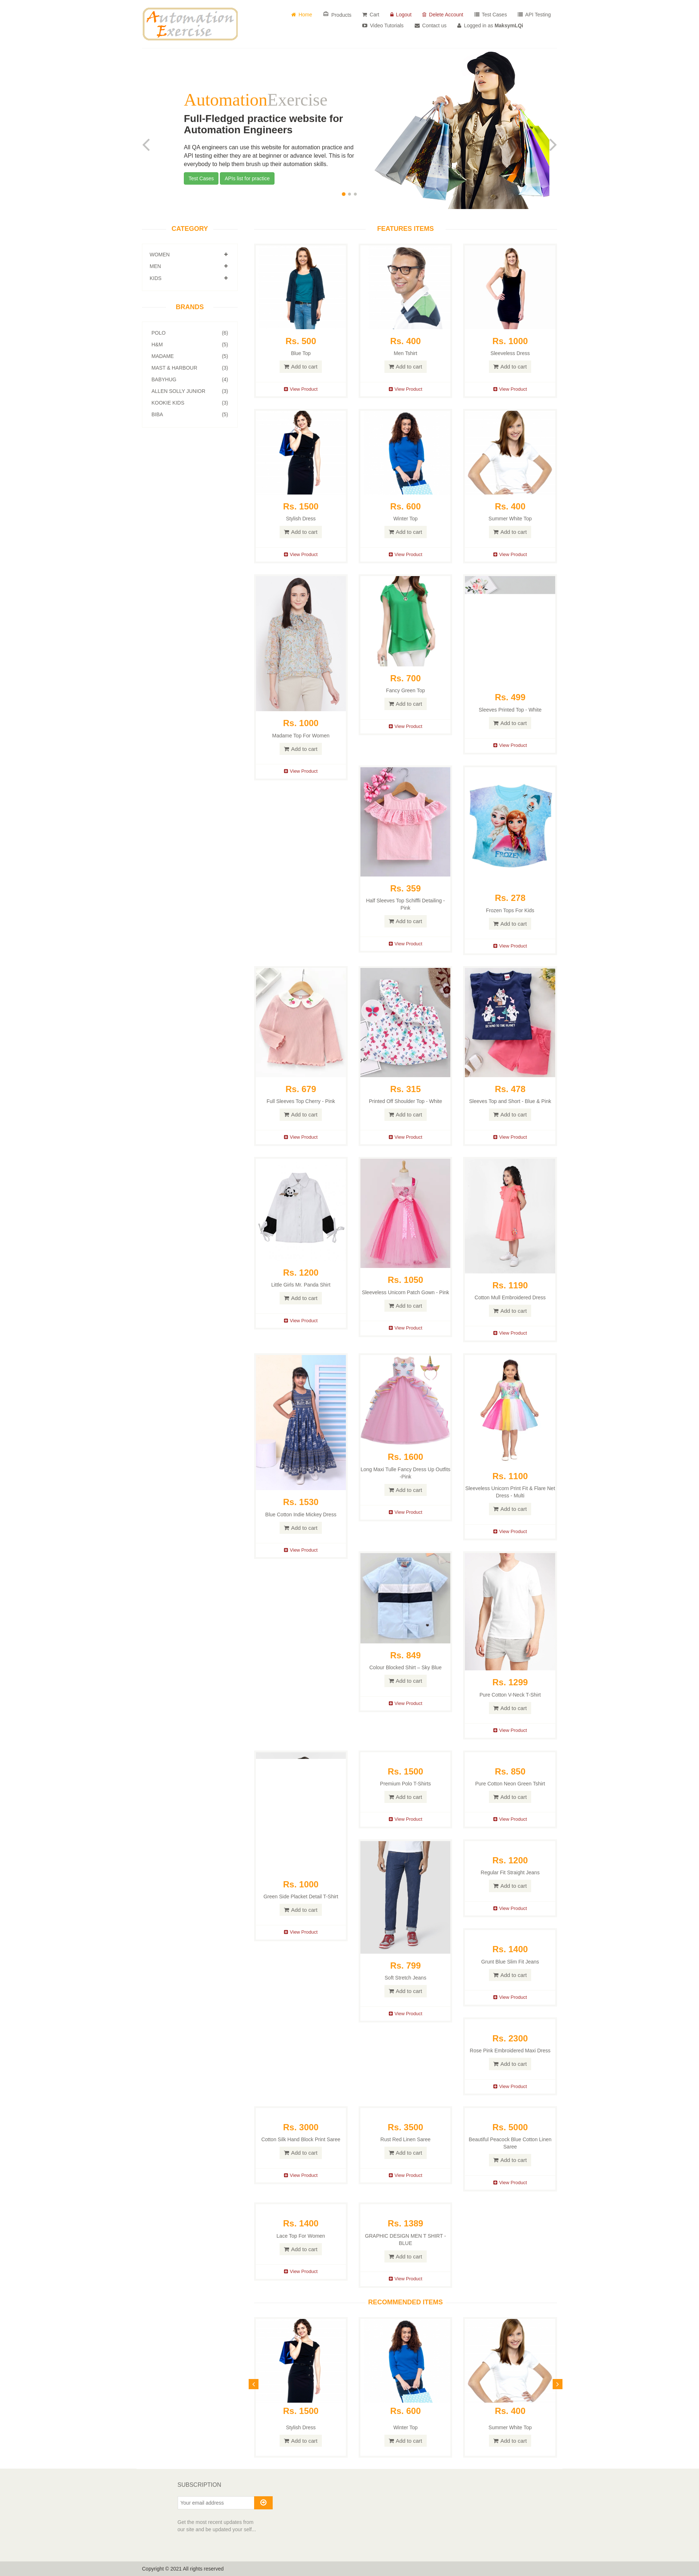 Automation
Exercise
Home Products Cart Logout Delete Account Test Cases API Testing
Video Tutorials Contact us Logged in as MaksymLQi
AutomationExercise
Full-Fledged practice website for
Automation Engineers
All QA engineers can use this website for automation practice and
API testing either they are at beginner or advance level. This is for
everybody to help them brush up their automation skills.
Test Cases APIs list for practice
CATEGORY
WOMEN
MEN
KIDS
BRANDS
POLO (6)
H&M (5)
MADAME (5)
MAST & HARBOUR (3)
BABYHUG (4)
ALLEN SOLLY JUNIOR (3)
KOOKIE KIDS (3)
BIBA (5)
FEATURES ITEMS
Rs. 500 Rs. 400 Rs. 1000
Blue Top Men Tshirt Sleeveless Dress
Add to cart Add to cart Add to cart
View Product View Product View Product
Rs. 1500 Rs. 600 Rs. 400
Stylish Dress Winter Top Summer White Top
Add to cart Add to cart Add to cart
View Product View Product View Product
Rs. 1000
Madame Top For Women
Add to cart
View Product
Rs. 700
Fancy Green Top
Add to cart
View Product
Rs. 499
Sleeves Printed Top - White
Add to cart
View Product
Rs. 359
Half Sleeves Top Schiffli Detailing -
Pink
Add to cart
View Product
FROZEN
Rs. 278
Frozen Tops For Kids
Add to cart
View Product
Rs. 679 Rs. 315 Rs. 478
Full Sleeves Top Cherry - Pink Printed Off Shoulder Top - White Sleeves Top and Short - Blue & Pink
Add to cart Add to cart Add to cart
View Product View Product View Product
Rs. 1200
Little Girls Mr. Panda Shirt
Add to cart
View Product
Rs. 1050
Sleeveless Unicorn Patch Gown - Pink
Add to cart
View Product
Rs. 1190
Cotton Mull Embroidered Dress
Add to cart
View Product
Rs. 1530
Blue Cotton Indie Mickey Dress
Add to cart
View Product
Rs. 1600
Long Maxi Tulle Fancy Dress Up Outfits
-Pink
Add to cart
View Product
Rs. 1100
Sleeveless Unicorn Print Fit & Flare Net
Dress - Multi
Add to cart
View Product
Rs. 849
Colour Blocked Shirt – Sky Blue
Add to cart
View Product
Rs. 1299
Pure Cotton V-Neck T-Shirt
Add to cart
View Product
Rs. 1000
Green Side Placket Detail T-Shirt
Add to cart
View Product
Rs. 1500
Premium Polo T-Shirts
Add to cart
View Product
Rs. 850
Pure Cotton Neon Green Tshirt
Add to cart
View Product
Rs. 799
Soft Stretch Jeans
Add to cart
View Product
Rs. 1200
Regular Fit Straight Jeans
Add to cart
View Product
Rs. 1400
Grunt Blue Slim Fit Jeans
Add to cart
View Product
Rs. 2300
Rose Pink Embroidered Maxi Dress
Add to cart
View Product
Rs. 3000
Cotton Silk Hand Block Print Saree
Add to cart
View Product
Rs. 3500
Rust Red Linen Saree
Add to cart
View Product
Rs. 5000
Beautiful Peacock Blue Cotton Linen
Saree
Add to cart
View Product
Rs. 1400
Lace Top For Women
Add to cart
View Product
Rs. 1389
GRAPHIC DESIGN MEN T SHIRT -
BLUE
Add to cart
View Product
RECOMMENDED ITEMS
Rs. 1500 Rs. 600 Rs. 400
Stylish Dress Winter Top Summer White Top
Add to cart Add to cart Add to cart
SUBSCRIPTION
Your email address
Get the most recent updates from
our site and be updated your self...
Copyright © 2021 All rights reserved